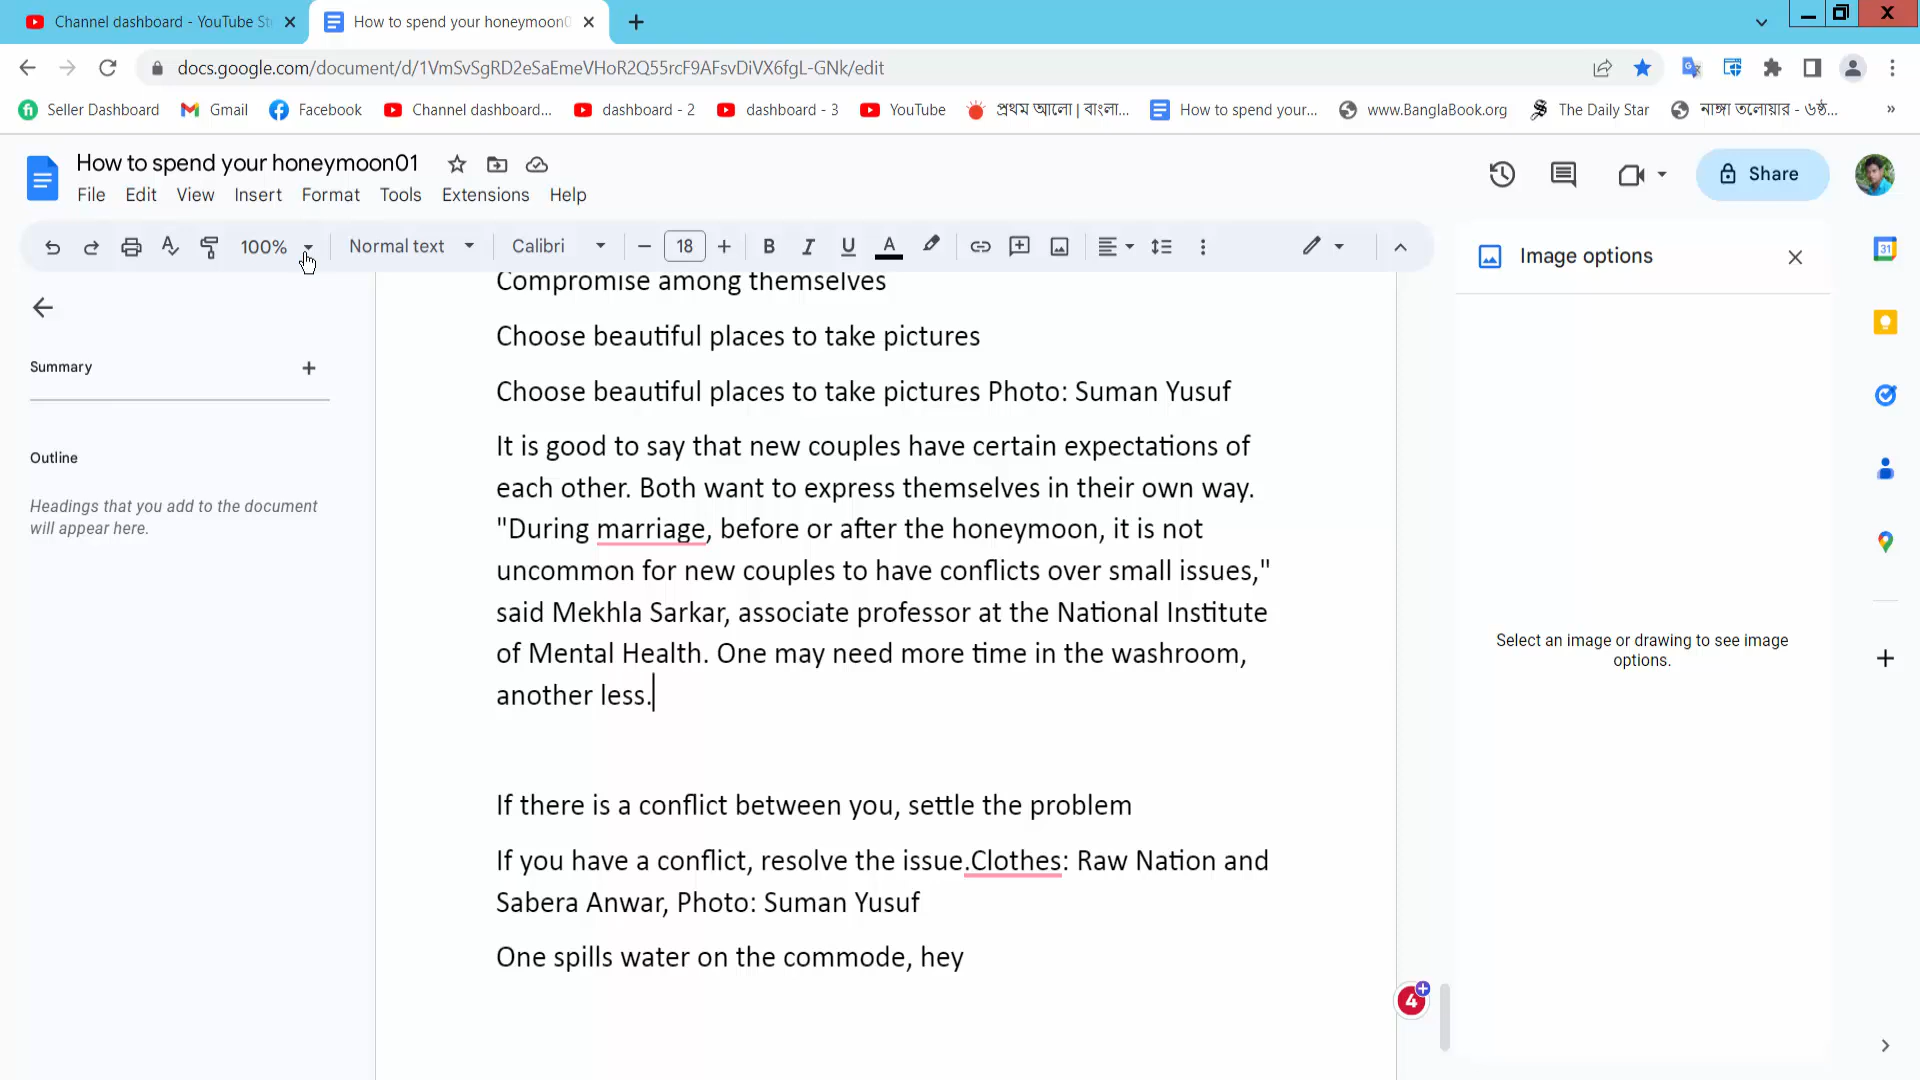 Channel dashboard - YouTube St
How to spend your honeymoon0
docs.google.com/document/d/1VmSvSgRD2eSaEmeVHoR2Q55rcF9AFsvDiVX6fgL-GNk/edit
Seller Dashboard
Gmail
Facebook
Channel dashboard...
dashboard - 2
dashboard - 3
YouTube
প্রথম আলো | বাংলা...
How to spend your...
www.BanglaBook.org
The Daily Star
নাঙ্গা তলোয়ার - ৬ষ্ঠ...
How to spend your honeymoon01
File Edit View Insert Format Tools Extensions Help
Share
100%
Normal text
Calibri
18
Image options
31
Summary
Outline
Headings that you add to the document
will appear here.
Compromise among themselves
Choose beautiful places to take pictures
Choose beautiful places to take pictures Photo: Suman Yusuf
It is good to say that new couples have certain expectations of
each other. Both want to express themselves in their own way.
"During marriage, before or after the honeymoon, it is not
uncommon for new couples to have conflicts over small issues,"
said Mekhla Sarkar, associate professor at the National Institute
of Mental Health. One may need more time in the washroom,
another less.
If there is a conflict between you, settle the problem
If you have a conflict, resolve the issue.Clothes: Raw Nation and
Sabera Anwar, Photo: Suman Yusuf
One spills water on the commode, hey
Select an image or drawing to see image
options.
4